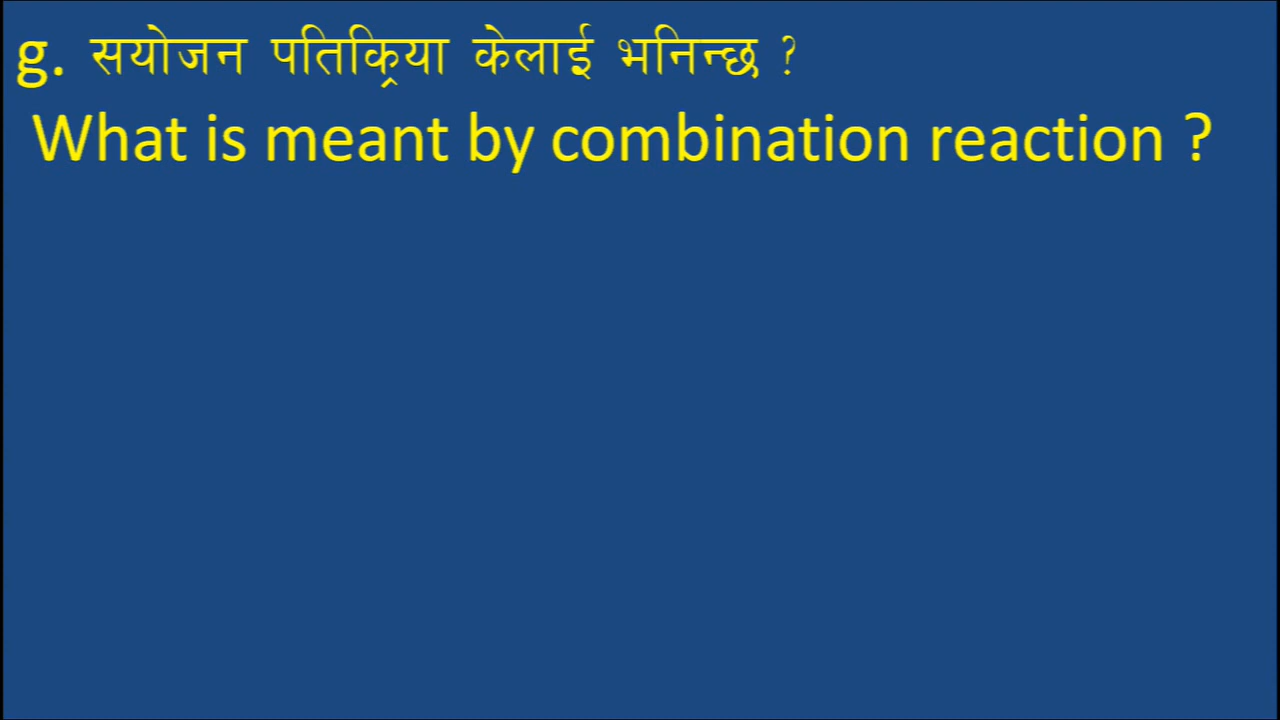 g. सयोजन पतिक्रिया केलाई भनिन्छ ?
What is meant by combination reaction ?